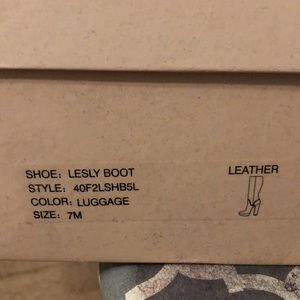 SHOE: LESLY BOOT
STYLE: 40F2LSHB5L
COLOR: LUGGAGE
SIZE: 7M
LEATHER